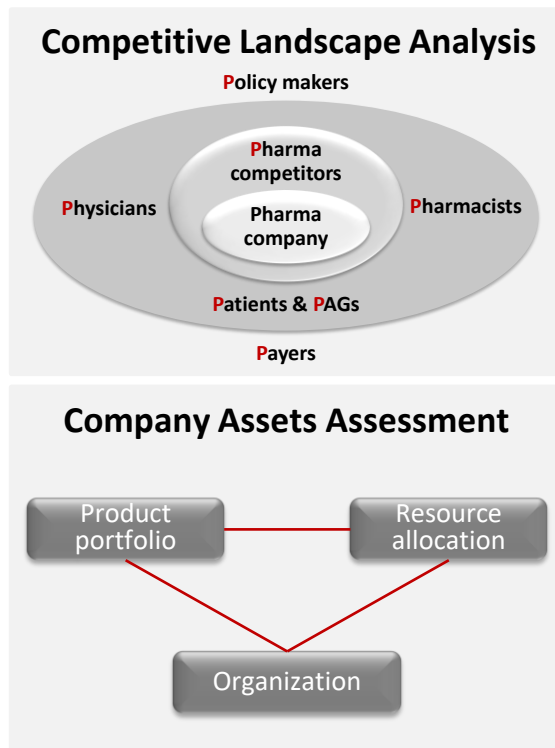 Competitive Landscape Analysis
Policy makers
Pharma
competitors
Physicians
Pharmacists
Pharma
company
Patients & PAGs
Payers
Company Assets Assessment
Product
portfolio
Resource
allocation
Organization